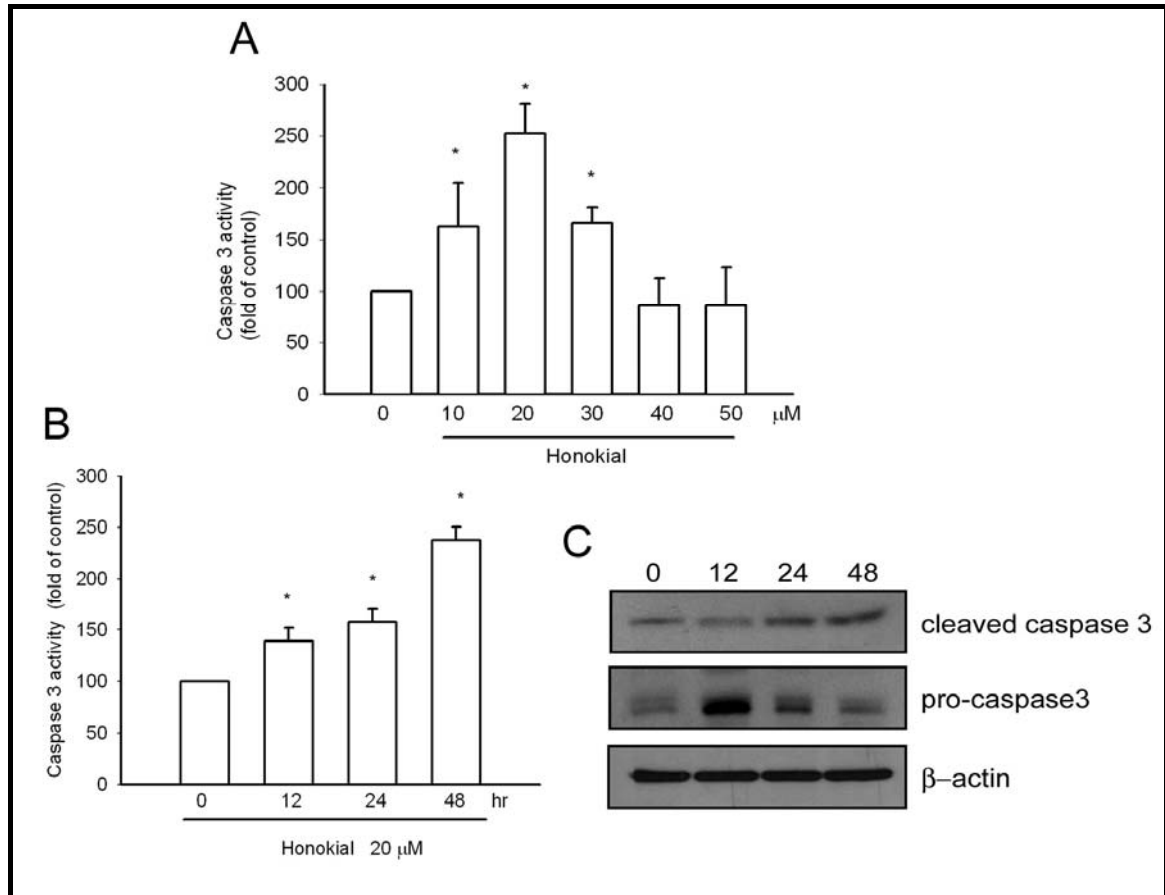 A
300
250
200
150
100
50
0
Caspase 3 activity
(fold of control)
* * *
0 10 20 30 40 50 μM
Honokial
B
300
250
200
150
100
50
0
Caspase 3 activity (fold of control)
* * *
0 12 24 48 hr
Honokial 20 μM
C
0 12 24 48
cleaved caspase 3
pro-caspase3
β–actin